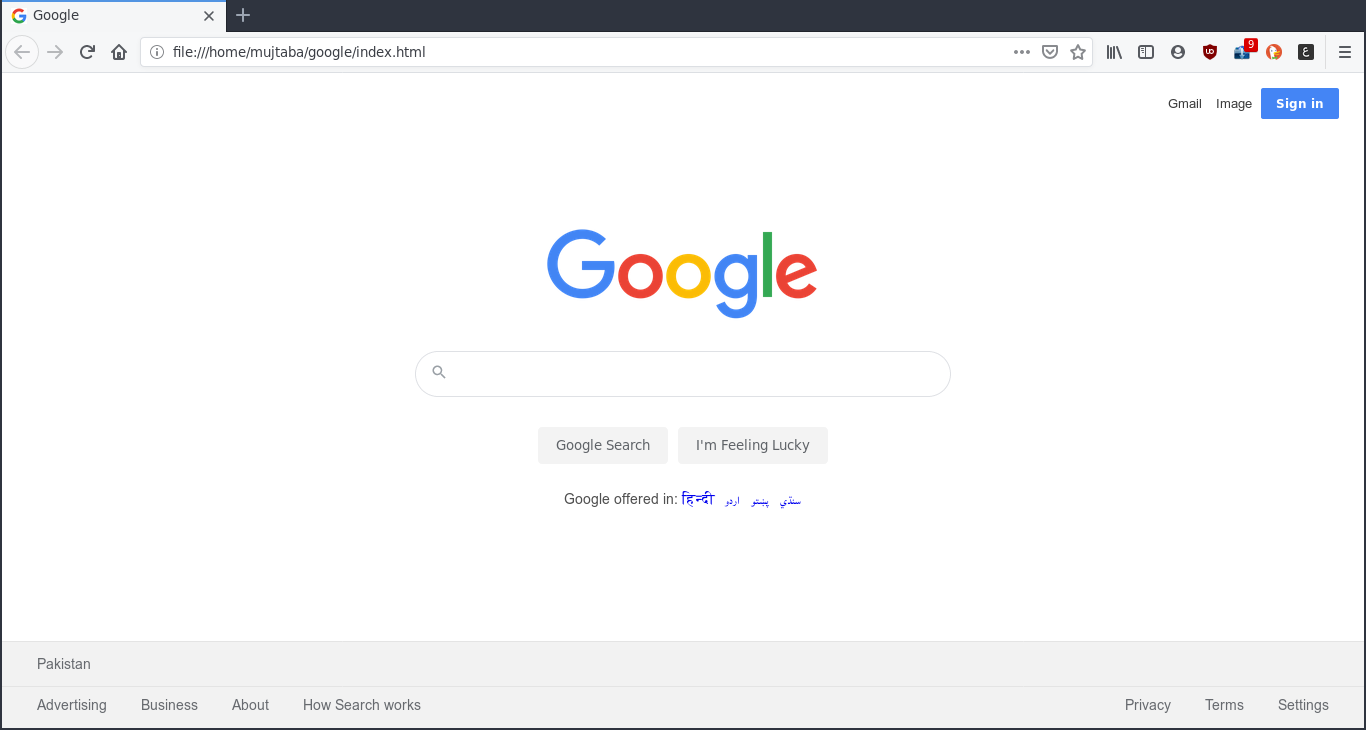 Google
file:///home/mujtaba/google/index.html
9
ع
Gmail Image Sign in
Google
Google Search I'm Feeling Lucky
Google offered in: हिन्दी اردو پښتو سنڌي
Pakistan
Advertising Business About How Search works Privacy Terms Settings